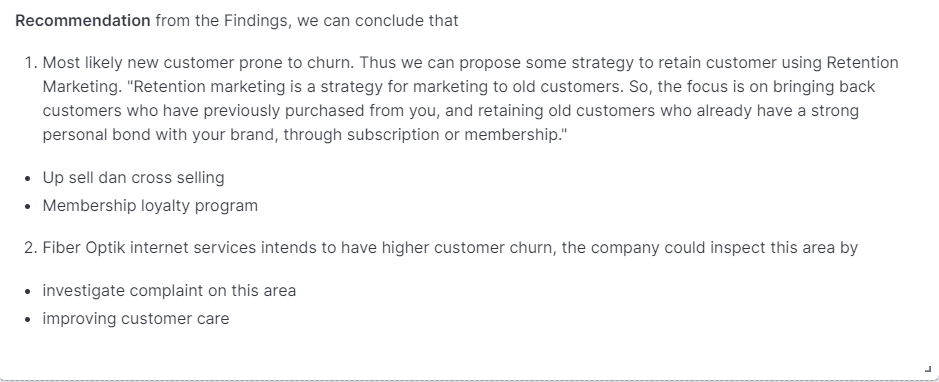 Recommendation from the Findings, we can conclude that
1. Most likely new customer prone to churn. Thus we can propose some strategy to retain customer using Retention
Marketing. "Retention marketing is a strategy for marketing to old customers. So, the focus is on bringing back
customers who have previously purchased from you, and retaining old customers who already have a strong
personal bond with your brand, through subscription or membership."
• Up sell dan cross selling
• Membership loyalty program
2. Fiber Optik internet services intends to have higher customer churn, the company could inspect this area by
• investigate complaint on this area
• improving customer care